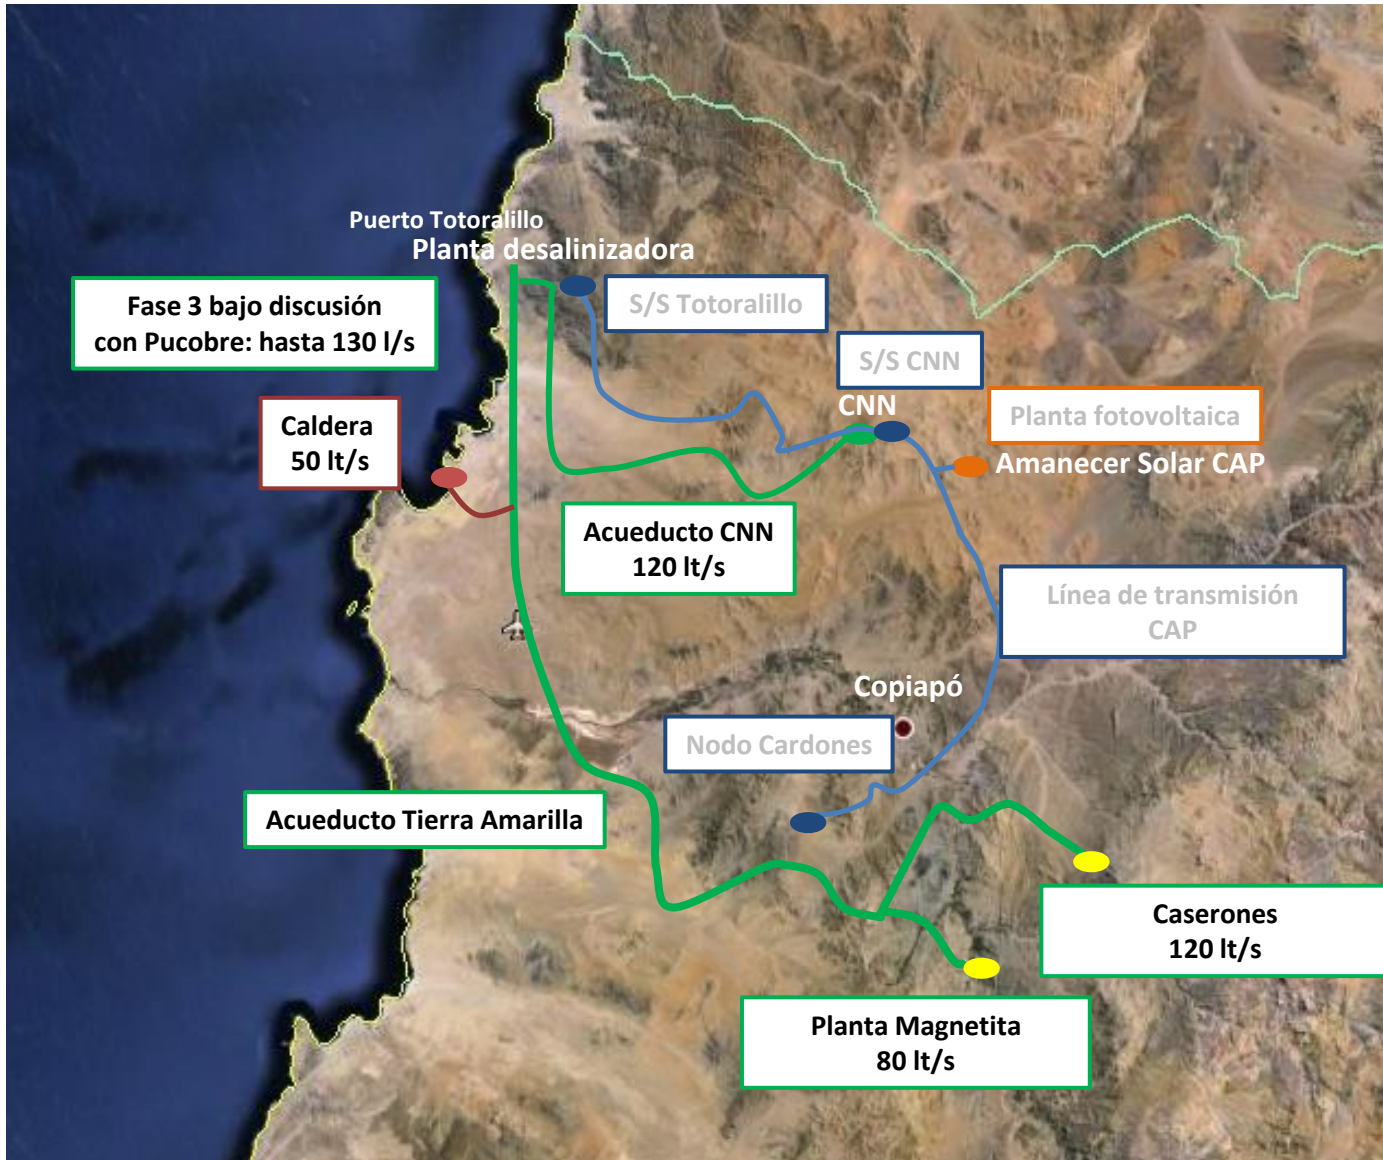 Puerto Totoralillo
Planta desalinizadora
Fase 3 bajo discusión
con Pucobre: hasta 130 l/s
S/S Totoralillo
S/S CNN
CNN
Planta fotovoltaica
Amanecer Solar CAP
Caldera
50 lt/s
Acueducto CNN
120 lt/s
Línea de transmisión
CAP
Copiapó
Nodo Cardones
Acueducto Tierra Amarilla
Caserones
120 lt/s
Planta Magnetita
80 lt/s